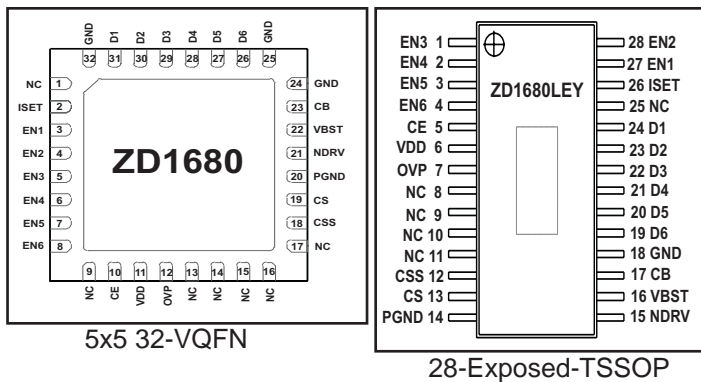 GND D1 D2 D3 D4 D5 D6 GND
32 31 30 29 28 27 26 25
NC 1
ISET 2
EN1 3
EN2 4
EN3 5
EN4 6
EN5 7
EN6 8
ZD1680
24 GND
23 CB
22 VBST
21 NDRV
20 PGND
19 CS
18 CSS
17 NC
9 10 11 12 13 14 15 16
NC CE VDD OVP NC NC NC NC
5x5 32-VQFN
EN3 1
EN4 2
EN5 3
EN6 4
CE 5
VDD 6
OVP 7
NC 8
NC 9
NC 10
NC 11
CSS 12
CS 13
PGND 14
ZD1680LEY
28 EN2
27 EN1
26 ISET
25 NC
24 D1
23 D2
22 D3
21 D4
20 D5
19 D6
18 GND
17 CB
16 VBST
15 NDRV
28-Exposed-TSSOP